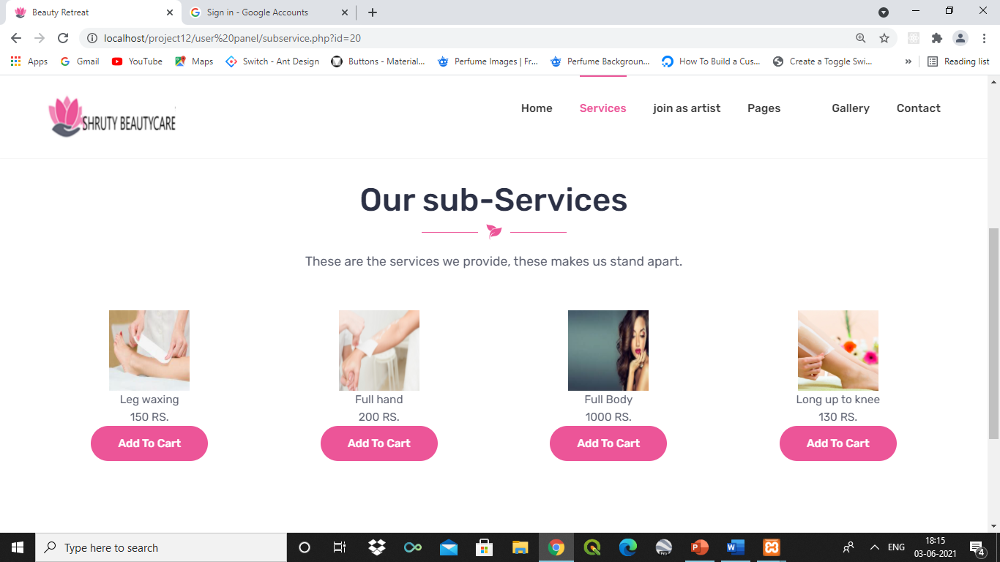 Beauty Retreat
Sign in - Google Accounts
localhost/project12/user%20panel/subservice.php?id=20
Apps
Gmail
YouTube
Maps
Switch - Ant Design
Buttons - Material...
Perfume Images | Fr...
Perfume Backgroun...
How To Build a Cus...
Create a Toggle Swi...
»
Reading list
SHRUTY BEAUTYCARE
Home
Services
join as artist
Pages
Gallery
Contact
Our sub-Services
These are the services we provide, these makes us stand apart.
Leg waxing
150 RS.
Add To Cart
Full hand
200 RS.
Add To Cart
Full Body
1000 RS.
Add To Cart
Long up to knee
130 RS.
Add To Cart
Type here to search
ENG
18:15
03-06-2021
4